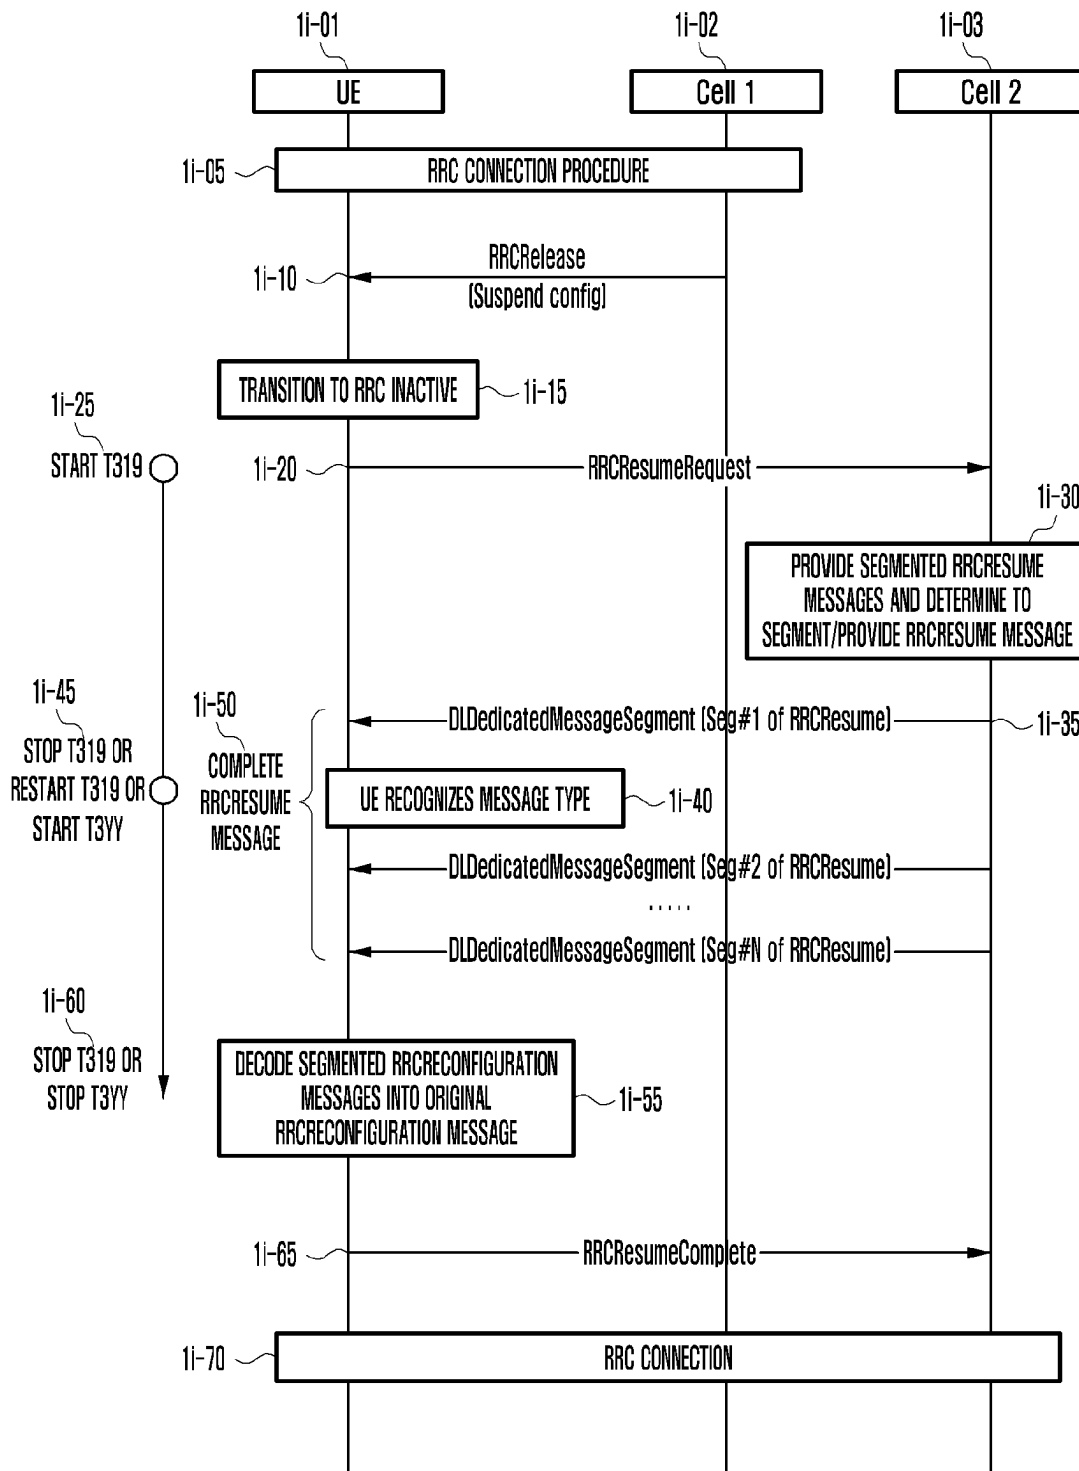 1i-01
1i-02
1i-03
UE
Cell 1
Cell 2
1i-05
RRC CONNECTION PROCEDURE
RRCRelease
1i-10
(Suspend config)
TRANSITION TO RRC INACTIVE
1i-15
1i-25
START T319
1i-20
RRCResumeRequest
1i-30
PROVIDE SEGMENTED RRCRESUME
MESSAGES AND DETERMINE TO
SEGMENT/PROVIDE RRCRESUME MESSAGE
1i-45
STOP T319 OR
RESTART T319 OR
START T3YY
1i-50
COMPLETE
RRCRESUME
MESSAGE
DLDedicatedMessageSegment (Seg#1 of RRCResume)
1i-35
UE RECOGNIZES MESSAGE TYPE
1i-40
DLDedicatedMessageSegment (Seg#2 of RRCResume)
.....
DLDedicatedMessageSegment (Seg#N of RRCResume)
1i-60
STOP T319 OR
STOP T3YY
DECODE SEGMENTED RRCRECONFIGURATION
MESSAGES INTO ORIGINAL
RRCRECONFIGURATION MESSAGE
1i-55
1i-65
RRCResumeComplete
1i-70
RRC CONNECTION